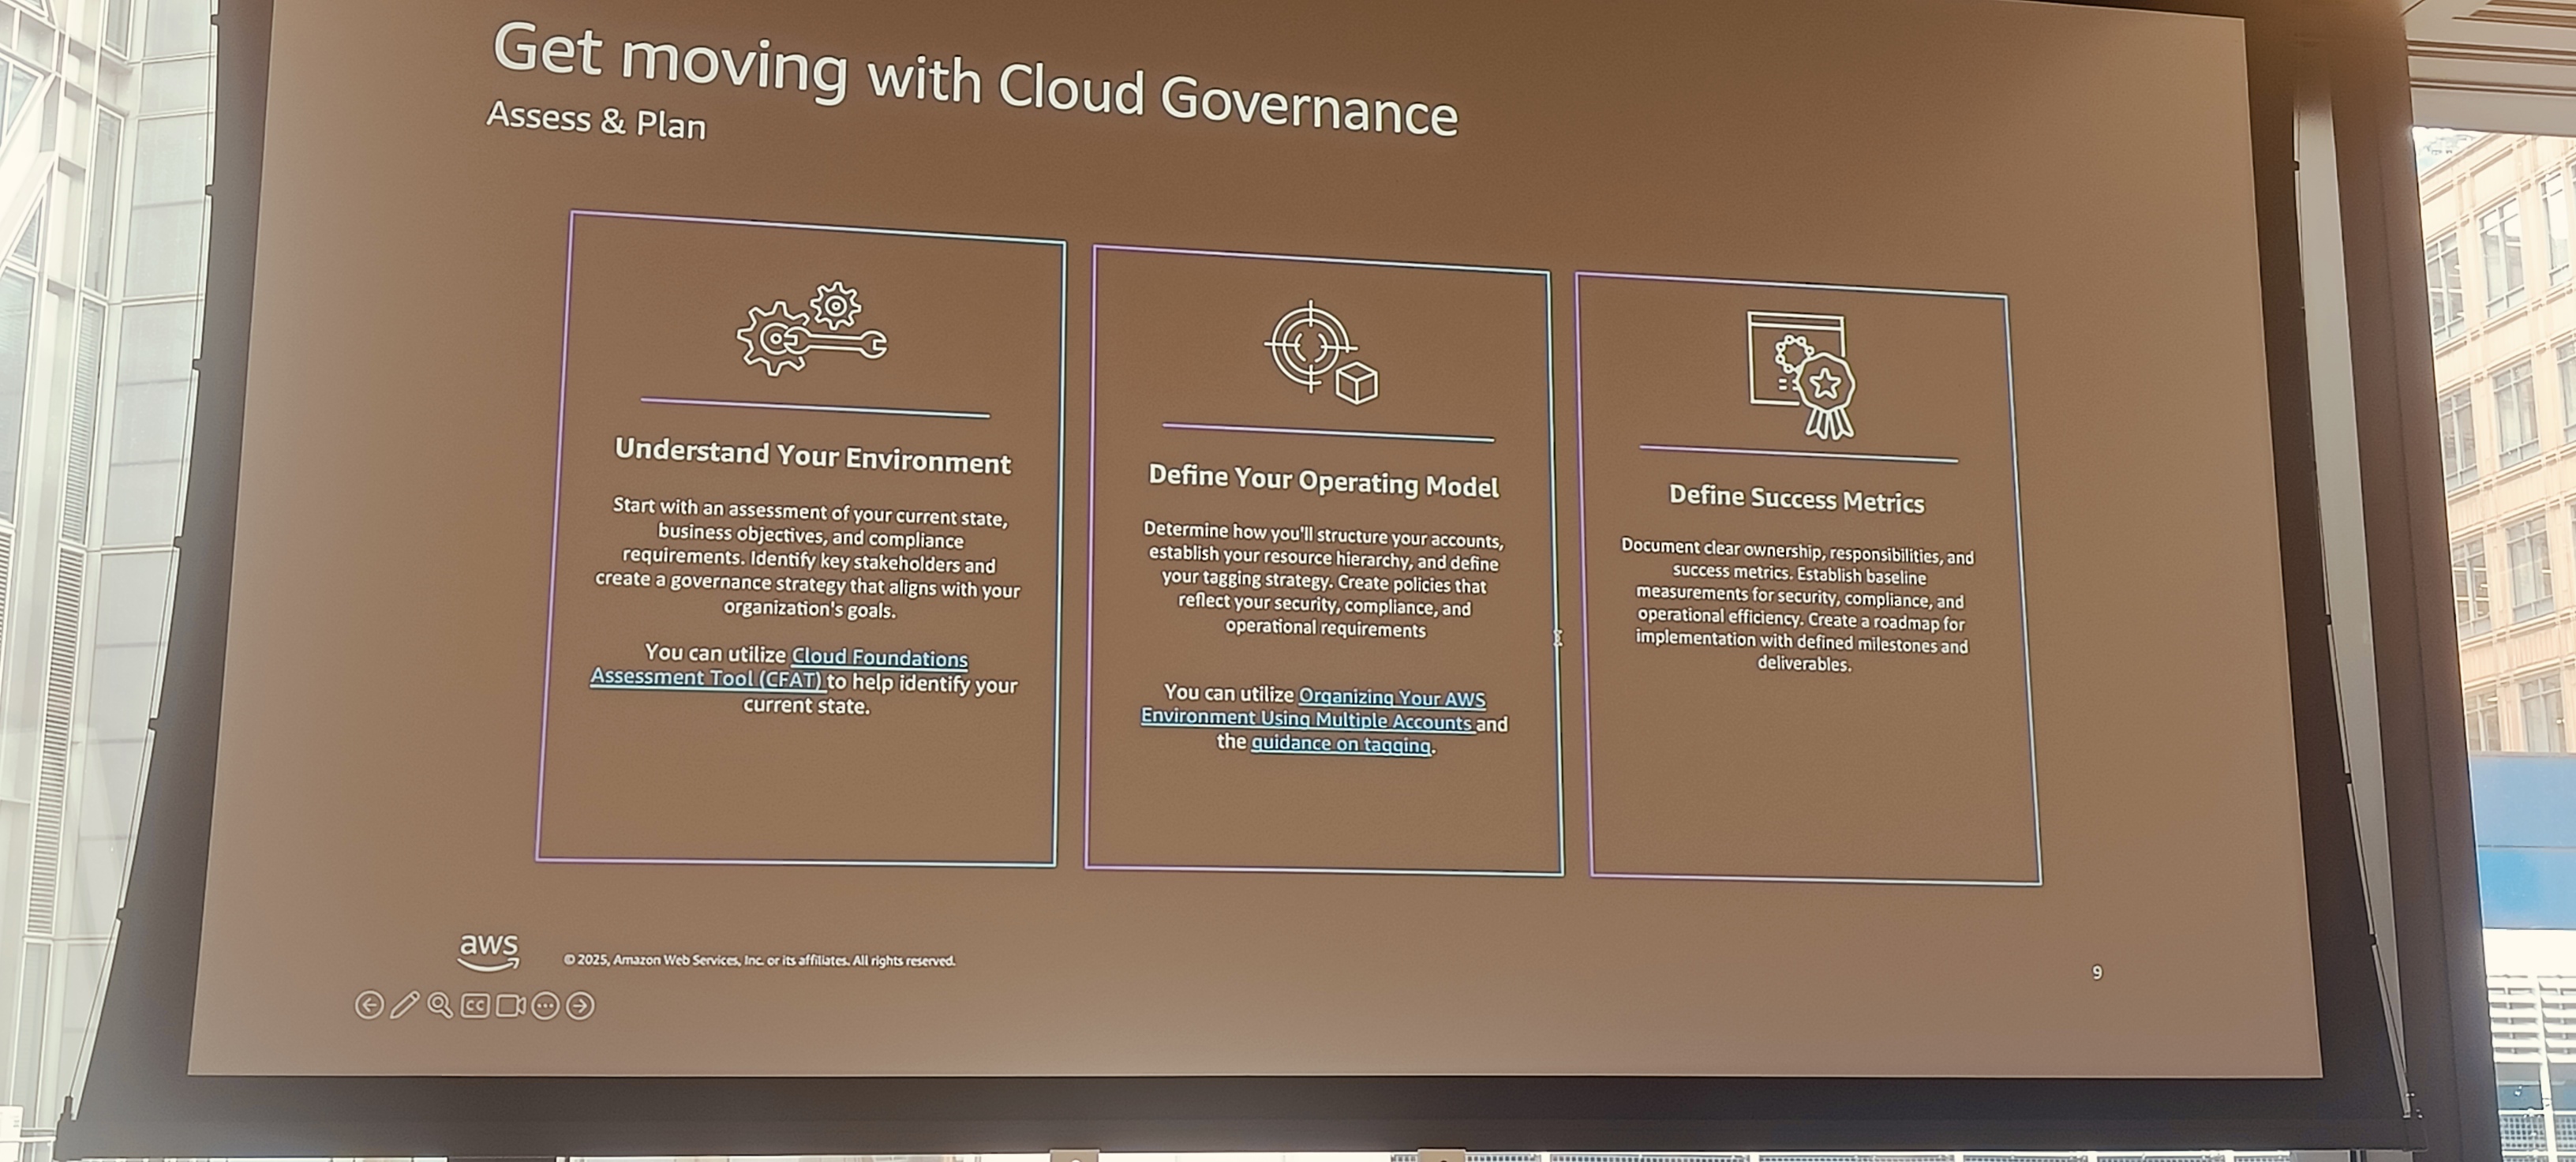 Get moving with Cloud Governance
Assess & Plan
Understand Your Environment
Start with an assessment of your current state,
business objectives, and compliance
requirements. Identify key stakeholders and
create a governance strategy that aligns with your
organization's goals.
You can utilize Cloud Foundations
Assessment Tool (CFAT) to help identify your
current state.
Define Your Operating Model
Determine how you'll structure your accounts,
establish your resource hierarchy, and define
your tagging strategy. Create policies that
reflect your security, compliance, and
operational requirements
You can utilize Organizing Your AWS
Environment Using Multiple Accounts and
the guidance on tagging.
Define Success Metrics
Document clear ownership, responsibilities, and
success metrics. Establish baseline
measurements for security, compliance, and
operational efficiency. Create a roadmap for
implementation with defined milestones and
deliverables.
aws
© 2025, Amazon Web Services, Inc. or its affiliates. All rights reserved.
9
CC